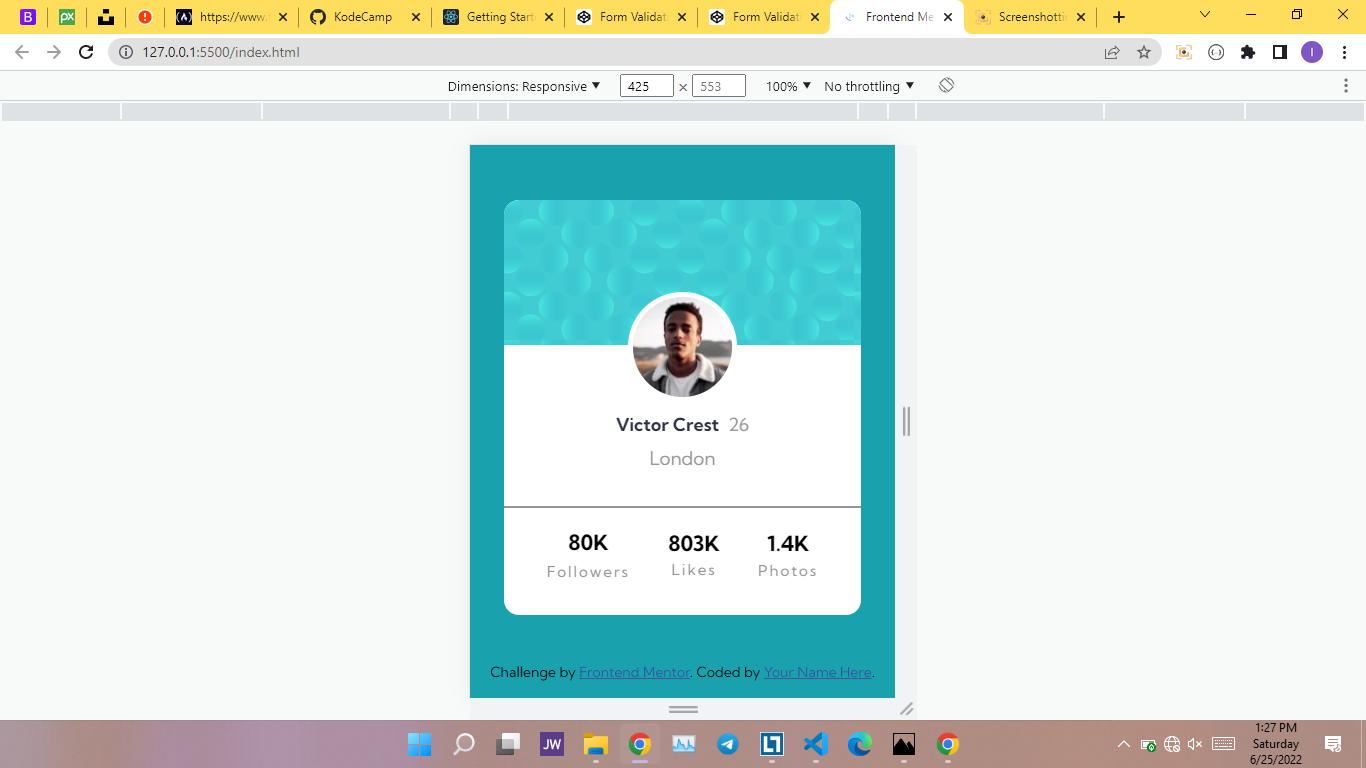 B
PX
https://www.f
KodeCamp
Getting Start
Form Validat
Form Validat
Frontend Me
Screenshottin
127.0.0.1:5500/index.html
I
Dimensions: Responsive 425 × 553 100% No throttling
Victor Crest 26
London
80K 803K 1.4K
Followers Likes Photos
Challenge by Frontend Mentor. Coded by Your Name Here.
JW
1:27 PM
Saturday
6/25/2022